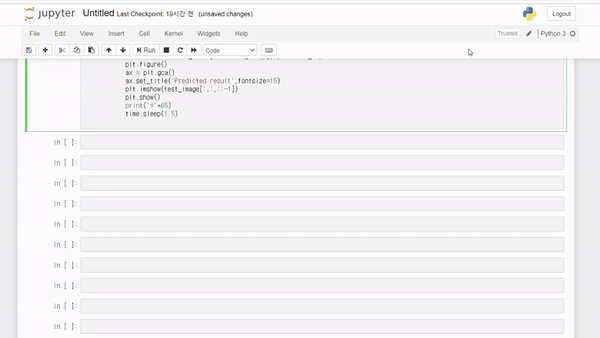 jupyter Untitled Last Checkpoint: 19시간 전 (unsaved changes) Logout
File Edit View Insert Cell Kernel Widgets Help Trusted Python 3
Run Code
plt.figure()
ax = plt.gca()
ax.set_title('Predicted result',fontsize=15)
plt.imshow(test_image[:,:,::-1])
plt.show()
print('='*65)
time.sleep(1.5)
In [ ]:
In [ ]:
In [ ]:
In [ ]:
In [ ]:
In [ ]:
In [ ]:
In [ ]:
In [ ]:
In [ ]: